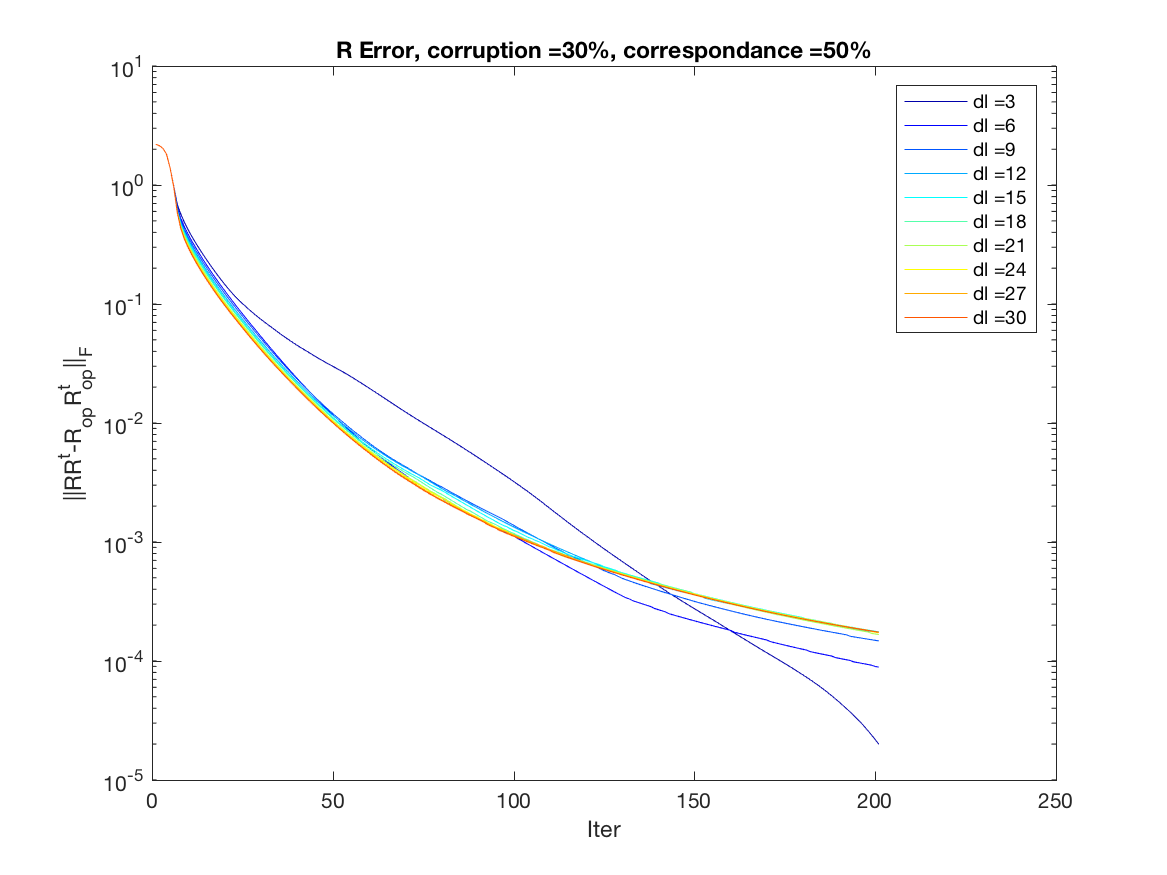 R Error, corruption =30%, correspondance =50%
10^1
10^0
10^-1
10^-2
10^-3
10^-4
10^-5
||RR^t-R_op R^t_op||_F
0 50 100 150 200 250
Iter
dl =3
dl =6
dl =9
dl =12
dl =15
dl =18
dl =21
dl =24
dl =27
dl =30